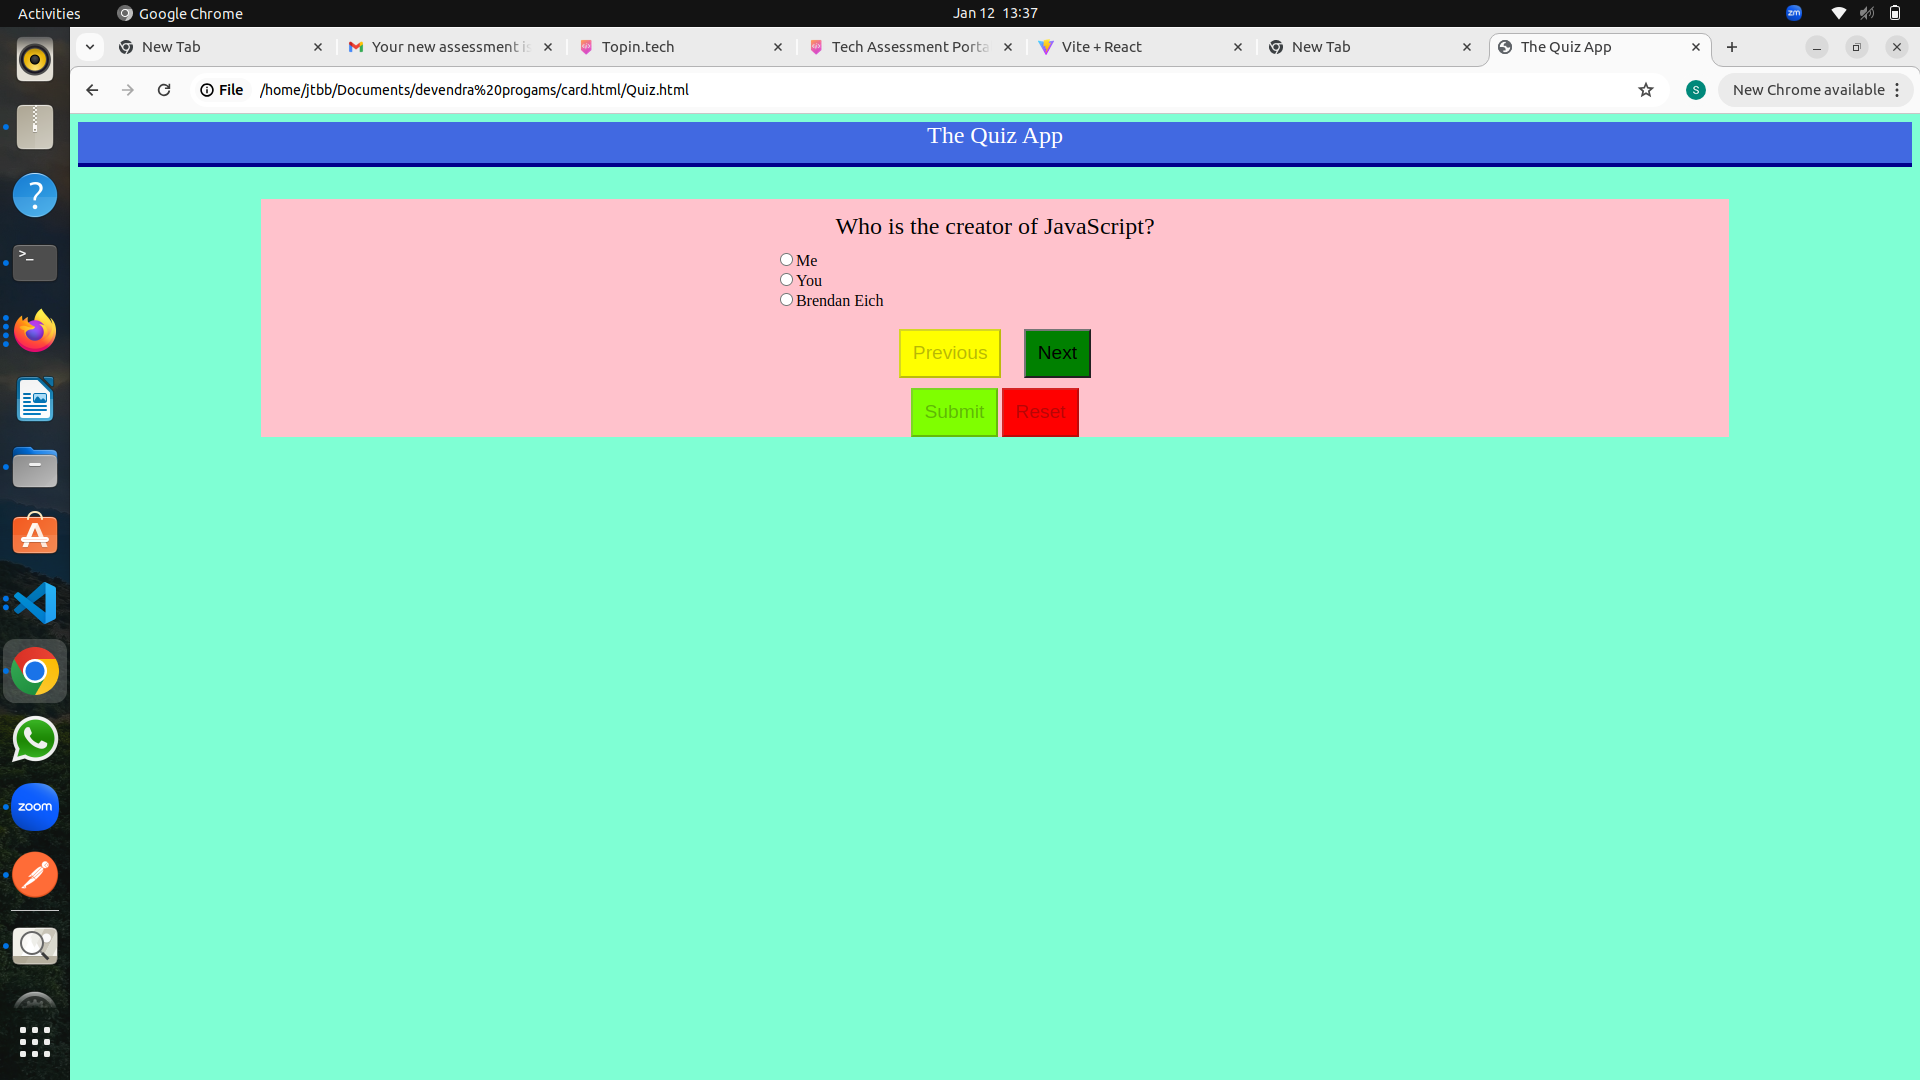 Activities Google Chrome Jan 12 13:37 zm
New Tab Your new assessment is Topin.tech Tech Assessment Porta Vite + React New Tab The Quiz App
File /home/jtbb/Documents/devendra%20progams/card.html/Quiz.html S New Chrome available
The Quiz App
Who is the creator of JavaScript?
Me
You
Brendan Eich
Previous Next
Submit Reset
>_
zoom